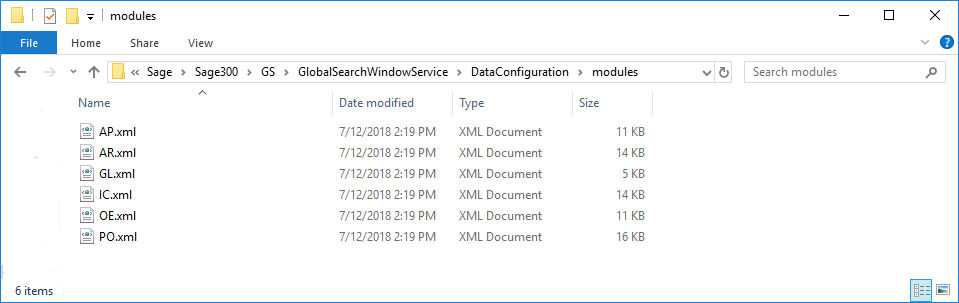 modules
File Home Share View
« Sage › Sage300 › GS › GlobalSearchWindowService › DataConfiguration › modules Search modules
Name Date modified Type Size
AP.xml 7/12/2018 2:19 PM XML Document 11 KB
AR.xml 7/12/2018 2:19 PM XML Document 14 KB
GL.xml 7/12/2018 2:19 PM XML Document 5 KB
IC.xml 7/12/2018 2:19 PM XML Document 14 KB
OE.xml 7/12/2018 2:19 PM XML Document 11 KB
PO.xml 7/12/2018 2:19 PM XML Document 16 KB
6 items